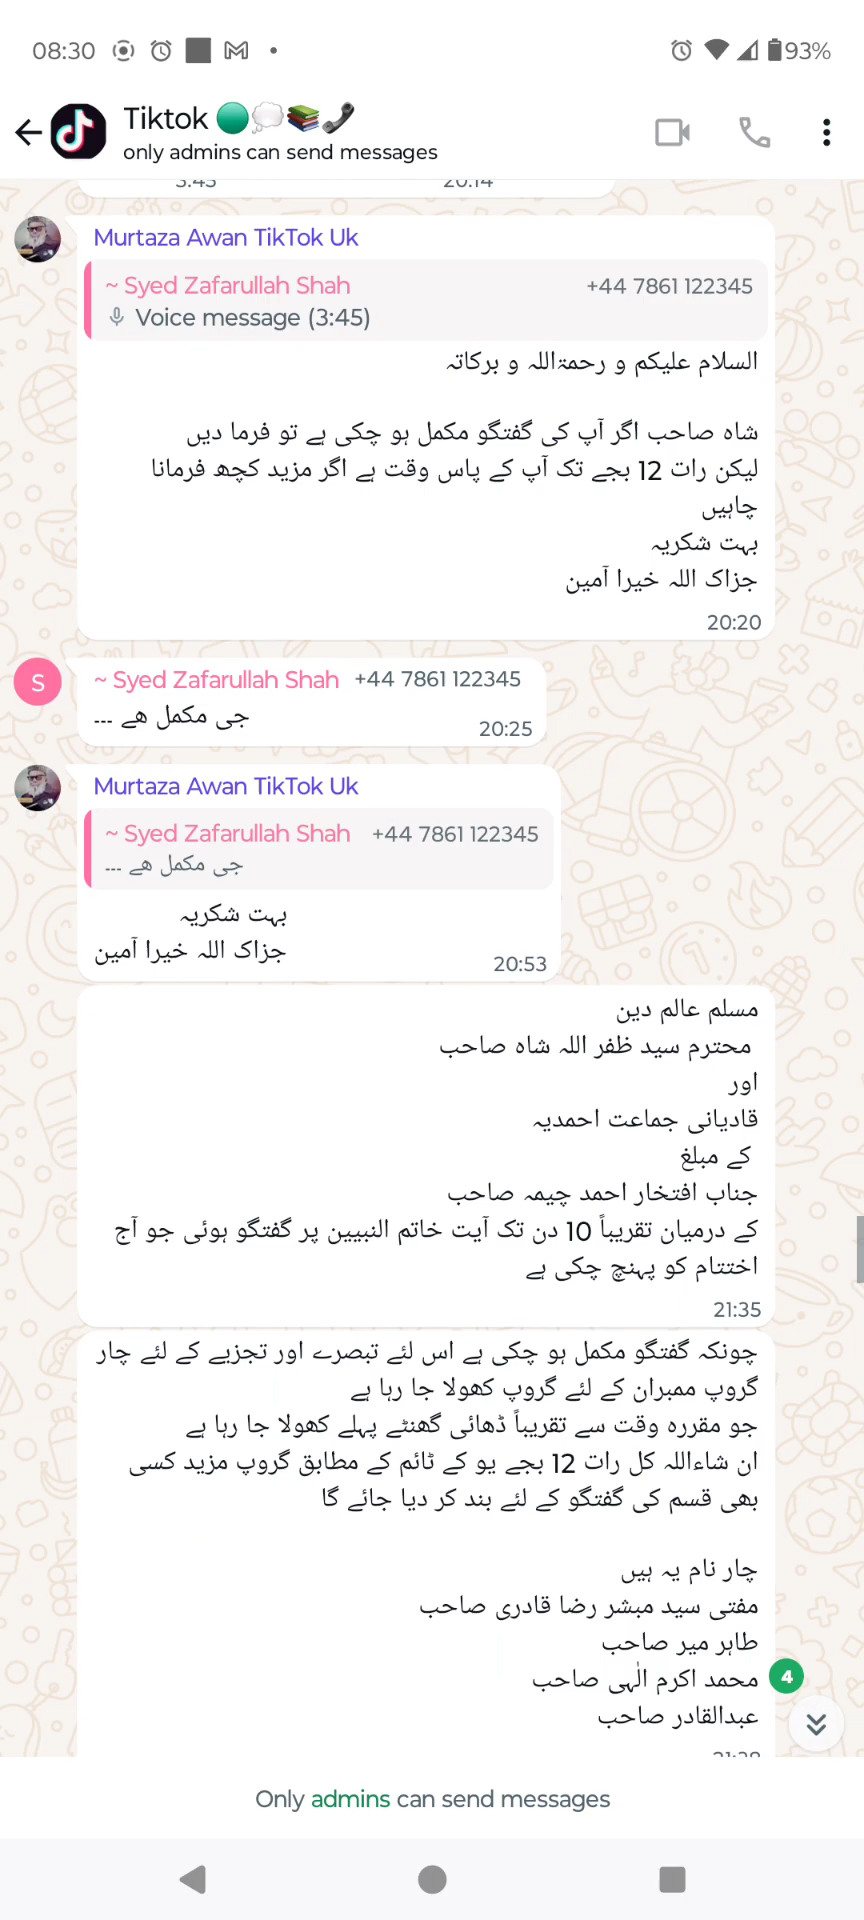 08:30
93%
Tiktok
only admins can send messages
3:45 20:14
Murtaza Awan TikTok Uk
~ Syed Zafarullah Shah +44 7861 122345
Voice message (3:45)
السلام علیکم و رحمۃاللہ و برکاتہ
شاہ صاحب اگر آپ کی گفتگو مکمل ہو چکی ہے تو فرما دیں
لیکن رات 12 بجے تک آپ کے پاس وقت ہے اگر مزید کچھ فرمانا
چاہیں
بہت شکریہ
جزاک اللہ خیرا آمین
20:20
S
~ Syed Zafarullah Shah +44 7861 122345
جی مکمل ھے ---
20:25
Murtaza Awan TikTok Uk
~ Syed Zafarullah Shah +44 7861 122345
جی مکمل ھے ---
بہت شکریہ
جزاک اللہ خیرا آمین
20:53
مسلم عالم دین
محترم سید ظفر اللہ شاہ صاحب
اور
قادیانی جماعت احمدیہ
کے مبلغ
جناب افتخار احمد چیمہ صاحب
کے درمیان تقریباً 10 دن تک آیت خاتم النبیین پر گفتگو ہوئی جو آج
اختتام کو پہنچ چکی ہے
21:35
چونکہ گفتگو مکمل ہو چکی ہے اس لئے تبصرے اور تجزیے کے لئے چار
گروپ ممبران کے لئے گروپ کھولا جا رہا ہے
جو مقررہ وقت سے تقریباً ڈھائی گھنٹے پہلے کھولا جا رہا ہے
ان شاءاللہ کل رات 12 بجے یو کے ٹائم کے مطابق گروپ مزید کسی
بھی قسم کی گفتگو کے لئے بند کر دیا جائے گا
چار نام یہ ہیں
مفتی سید مبشر رضا قادری صاحب
طاہر میر صاحب
محمد اکرم الٰہی صاحب
4
عبدالقادر صاحب
21:38
Only admins can send messages